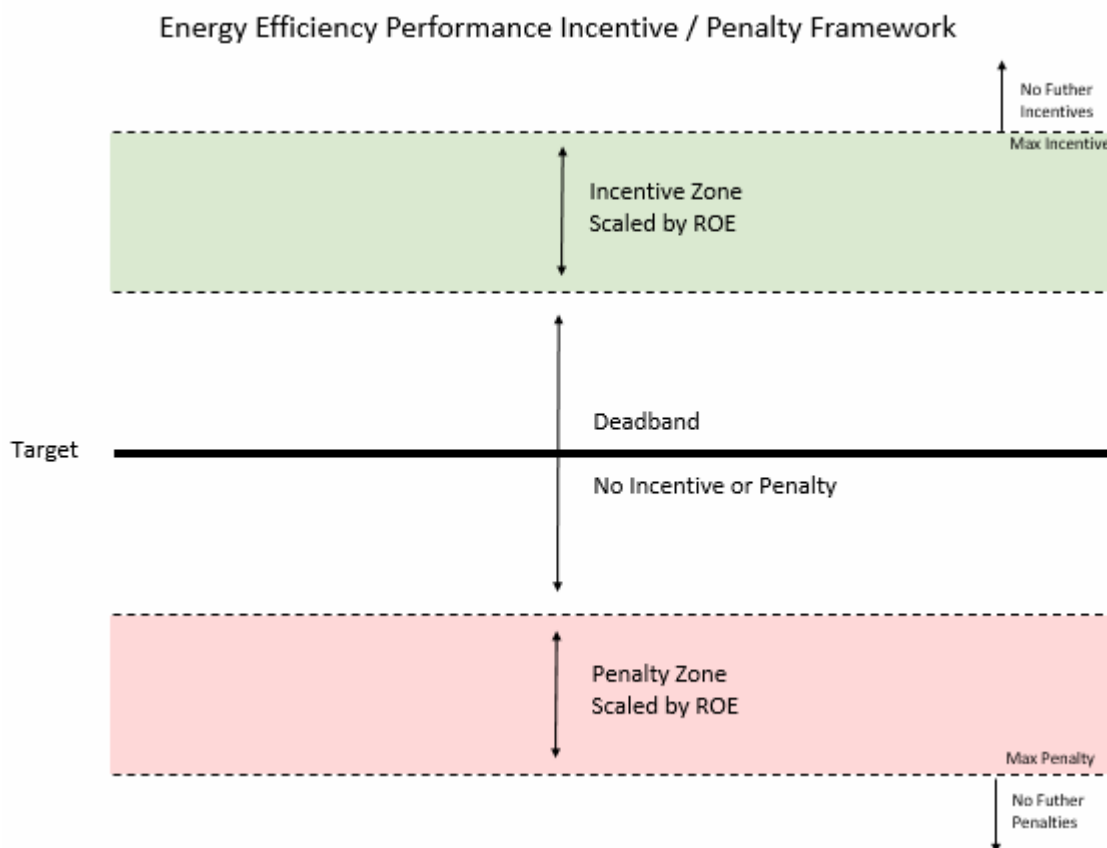 Energy Efficiency Performance Incentive / Penalty Framework
No Futher
Incentives
Max Incentive
Incentive Zone
Scaled by ROE
Deadband
Target
No Incentive or Penalty
Penalty Zone
Scaled by ROE
Max Penalty
No Futher
Penalties